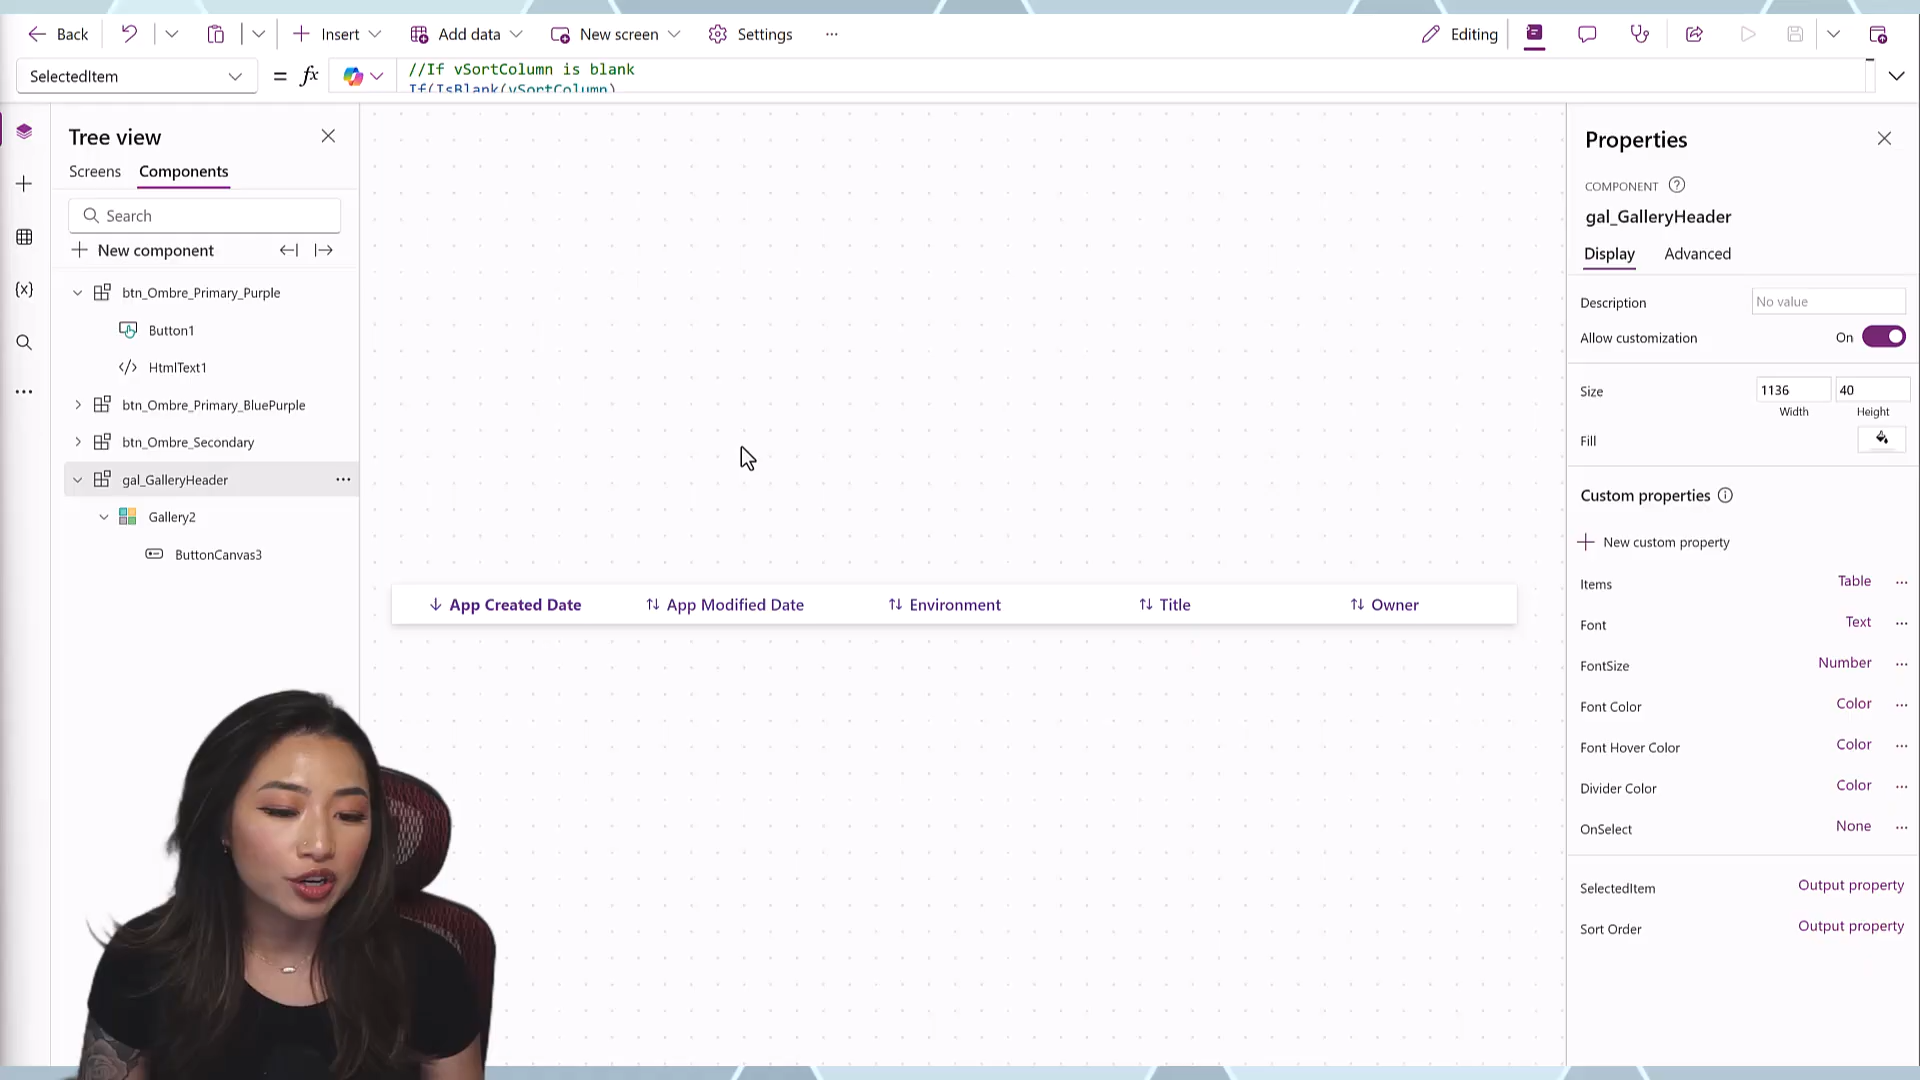 Back
Insert
Add data
New screen
Settings
Editing
SelectedItem
= fx
//If vSortColumn is blank
If(IsBlank(vSortColumn)
Tree view
Screens
Components
Search
New component
btn_Ombre_Primary_Purple
Button1
HtmlText1
btn_Ombre_Primary_BluePurple
btn_Ombre_Secondary
gal_GalleryHeader
Gallery2
ButtonCanvas3
App Created Date
App Modified Date
Environment
Title
Owner
Properties
COMPONENT
gal_GalleryHeader
Display
Advanced
Description
No value
Allow customization
On
Size
1136
40
Width
Height
Fill
Custom properties
New custom property
Items Table
Font Text
FontSize Number
Font Color Color
Font Hover Color Color
Divider Color Color
OnSelect None
SelectedItem Output property
Sort Order Output property